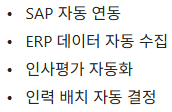 • SAP 자동 연동
• ERP 데이터 자동 수집
• 인사평가 자동화
• 인력 배치 자동 결정